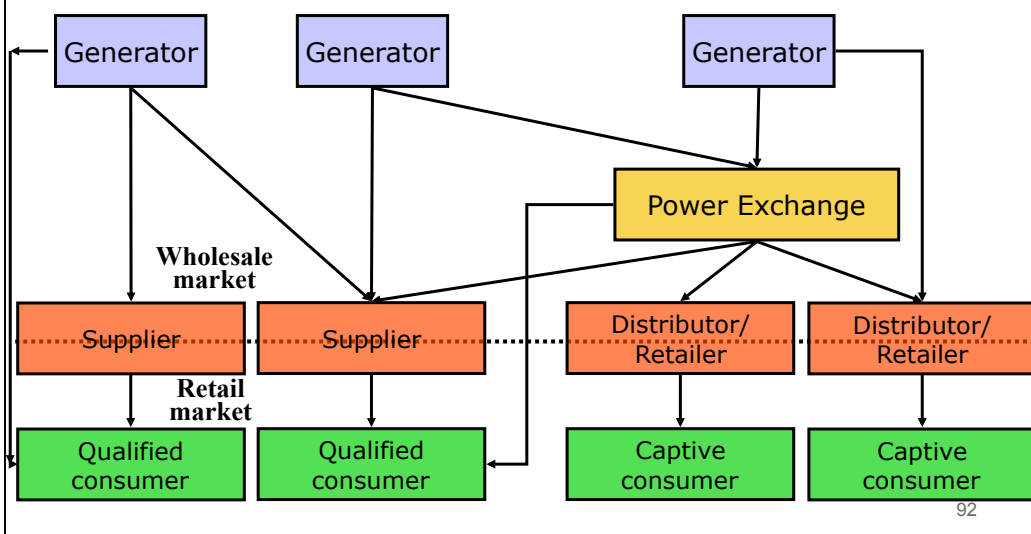 Generator
Generator
Generator
Power Exchange
Wholesale
market
Supplier
Supplier
Distributor/
Retailer
Distributor/
Retailer
Retail
market
Qualified
consumer
Qualified
consumer
Captive
consumer
Captive
consumer
92